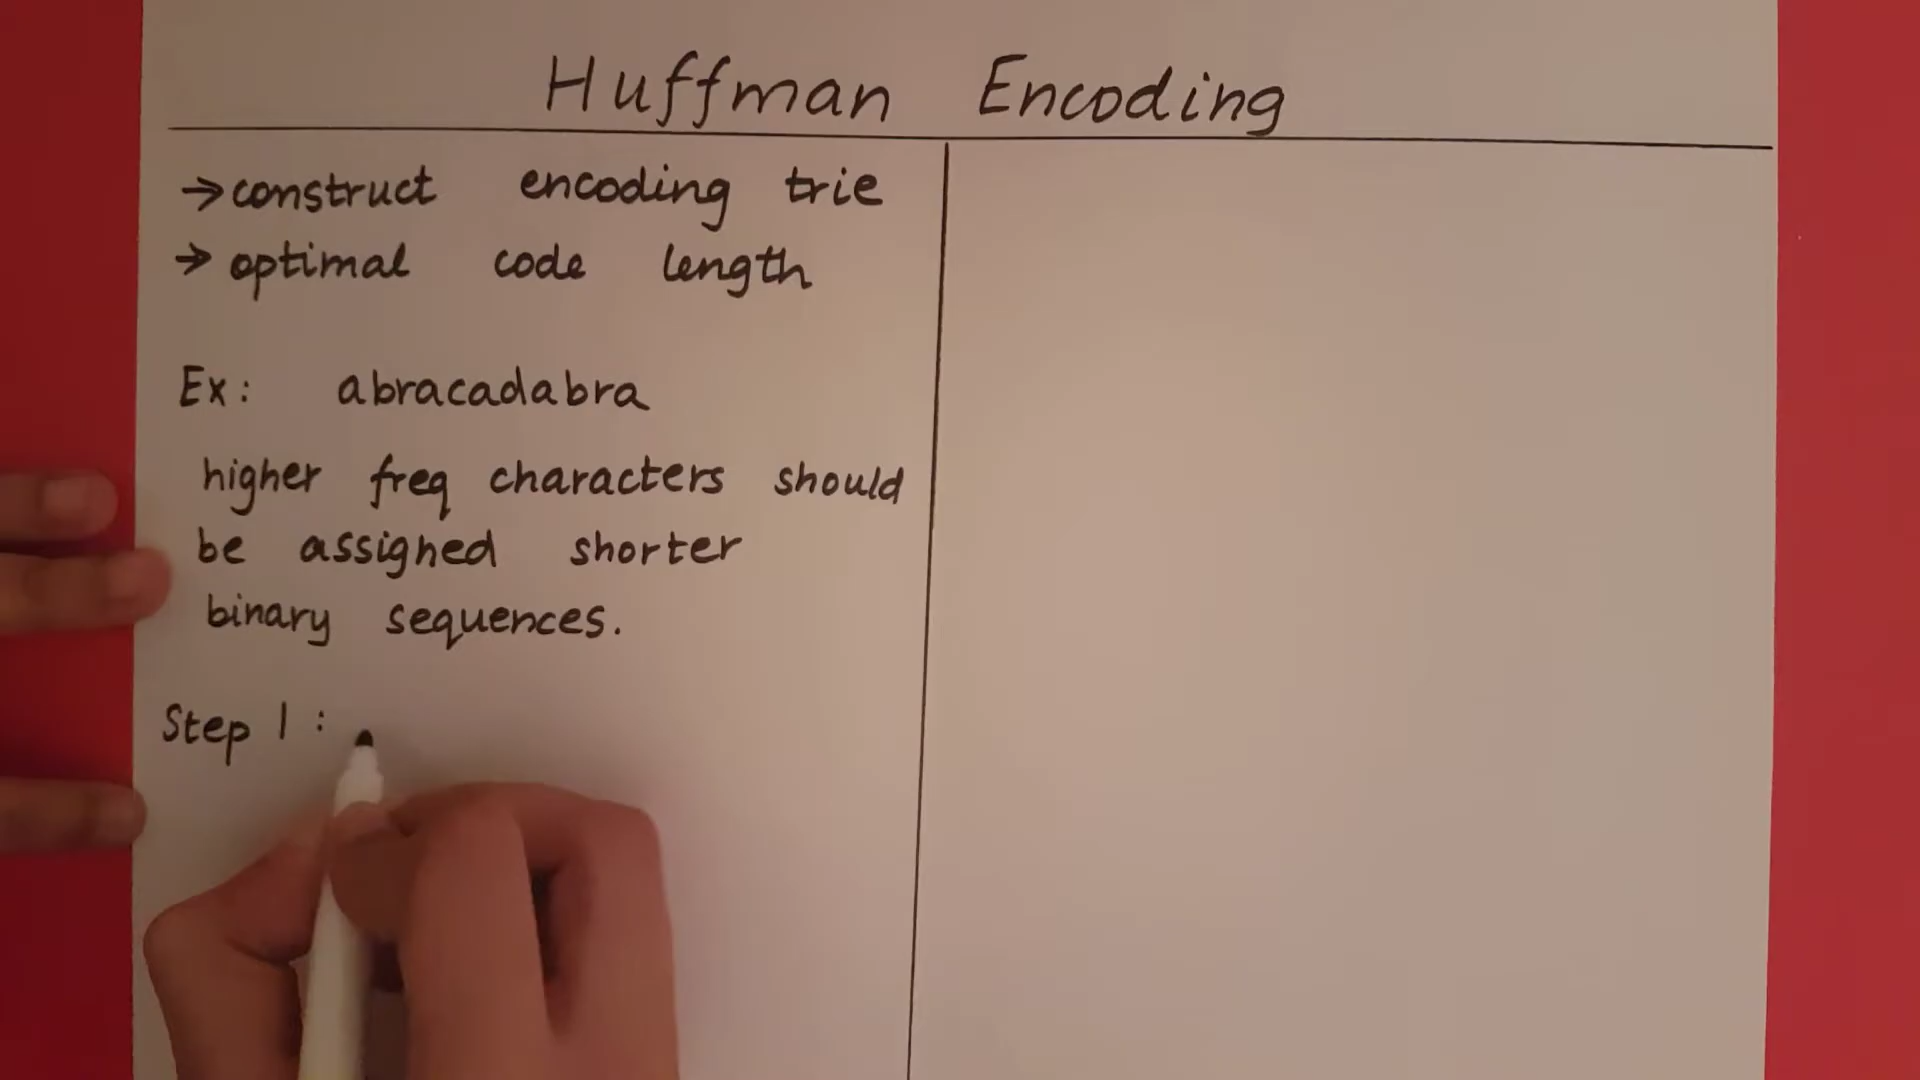 Huffman Encoding
→ construct encoding trie
→ optimal code length
Ex: abracadabra
higher freq characters should
be assigned shorter
binary sequences.
Step 1 :